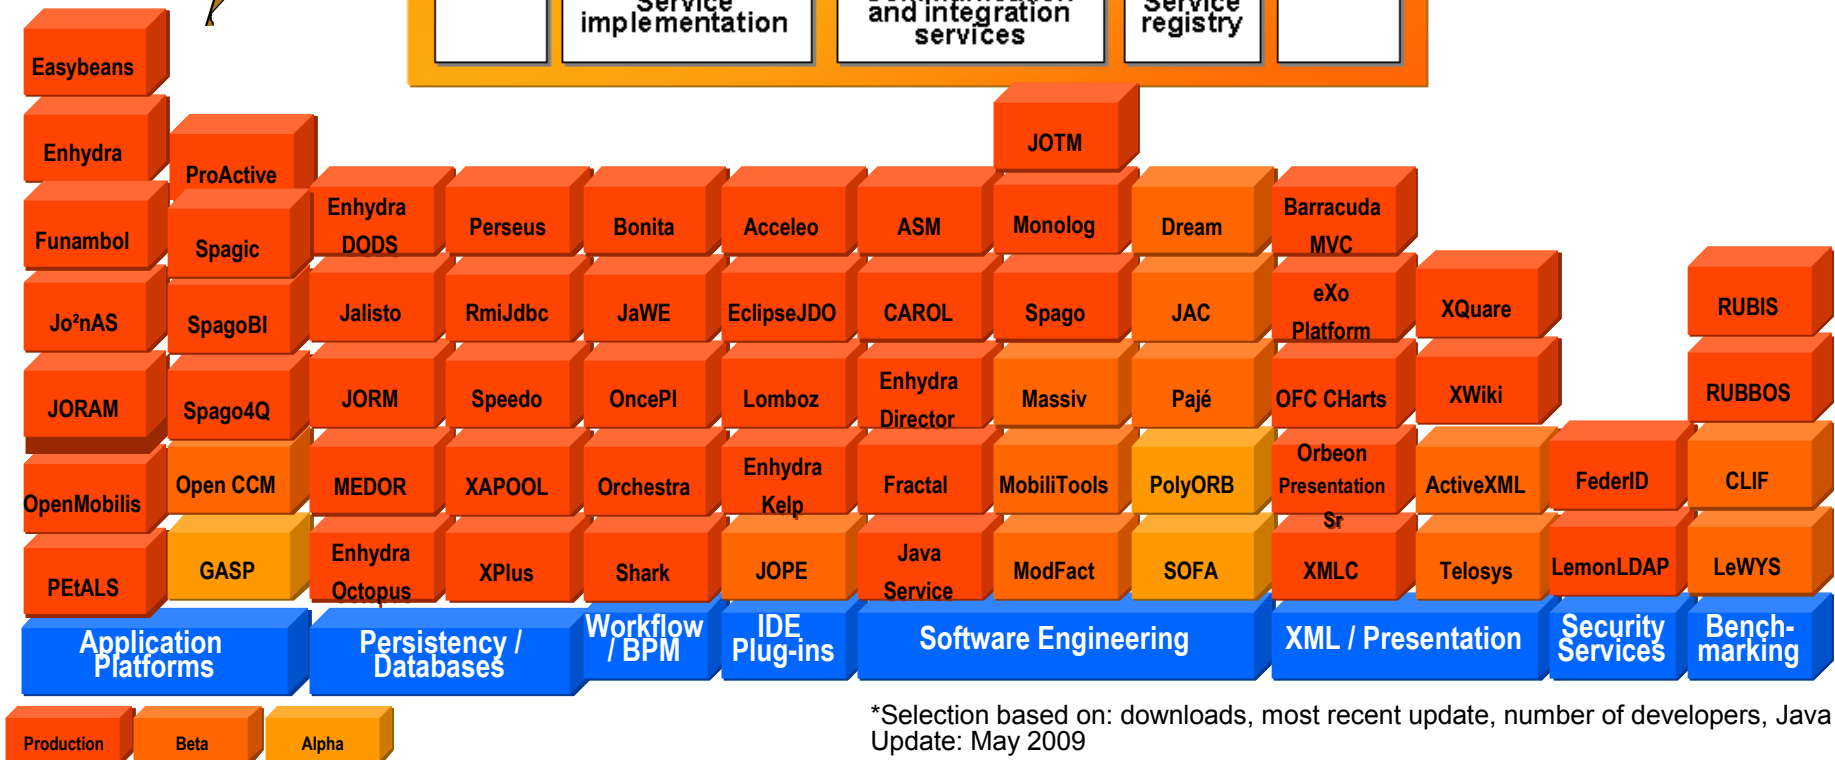 Service
implementation
Communication
and integration
services
Service
registry
Easybeans
Enhydra
Funambol
Jo²nAS
JORAM
OpenMobilis
PEtALS
ProActive
Spagic
SpagoBI
Spago4Q
Open CCM
GASP
Enhydra
DODS
Jalisto
JORM
MEDOR
Enhydra
Octopus
Perseus
RmiJdbc
Speedo
XAPOOL
XPlus
Bonita
JaWE
OncePI
Orchestra
Shark
Acceleo
EclipseJDO
Lomboz
Enhydra
Kelp
JOPE
ASM
CAROL
Enhydra
Director
Fractal
Java
Service
JOTM
Monolog
Spago
Massiv
MobiliTools
ModFact
Dream
JAC
Pajé
PolyORB
SOFA
Barracuda
MVC
eXo
Platform
OFC CHarts
Orbeon
Presentation
Sr
XMLC
XQuare
XWiki
ActiveXML
Telosys
FederID
LemonLDAP
RUBIS
RUBBOS
CLIF
LeWYS
Application
Platforms
Persistency /
Databases
Workflow
/ BPM
IDE
Plug-ins
Software Engineering
XML / Presentation
Security
Services
Bench-
marking
Production
Beta
Alpha
*Selection based on: downloads, most recent update, number of developers, Java
Update: May 2009